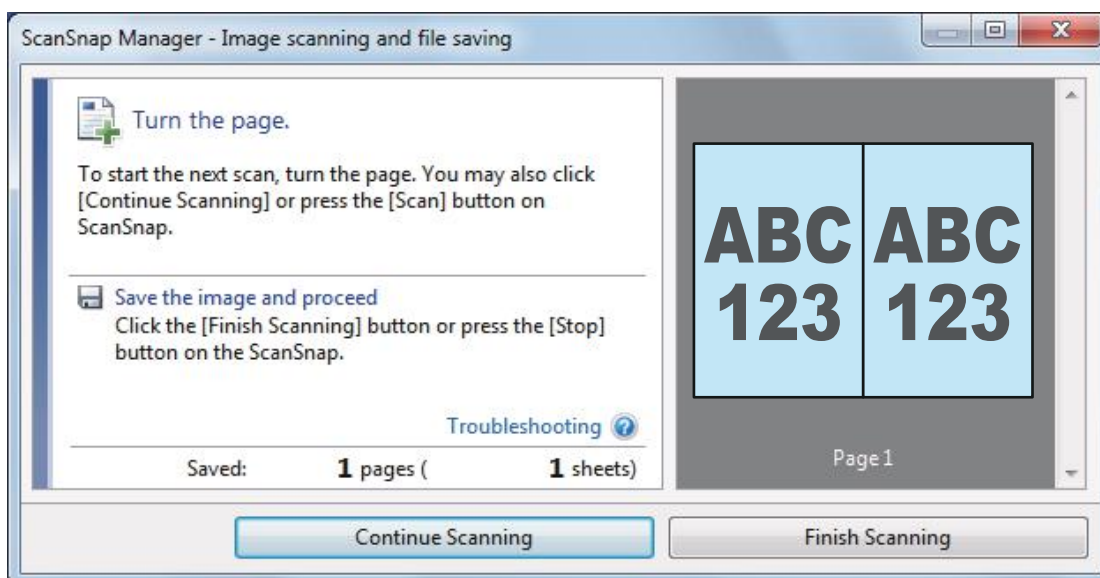 ScanSnap Manager - Image scanning and file saving
Turn the page.
To start the next scan, turn the page. You may also click
[Continue Scanning] or press the [Scan] button on
ScanSnap.
Save the image and proceed
Click the [Finish Scanning] button or press the [Stop]
button on the ScanSnap.
Troubleshooting
Saved: 1 pages ( 1 sheets)
ABC ABC
123 123
Page 1
Continue Scanning Finish Scanning